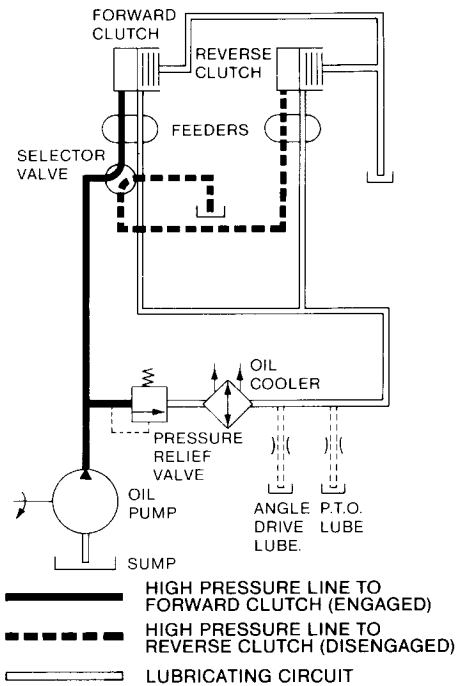 FORWARD
CLUTCH
REVERSE
CLUTCH
FEEDERS
SELECTOR
VALVE
OIL
COOLER
PRESSURE
RELIEF
VALVE
OIL
PUMP
ANGLE
DRIVE
LUBE.
P.T.O.
LUBE
SUMP
HIGH PRESSURE LINE TO
FORWARD CLUTCH (ENGAGED)
HIGH PRESSURE LINE TO
REVERSE CLUTCH (DISENGAGED)
LUBRICATING CIRCUIT